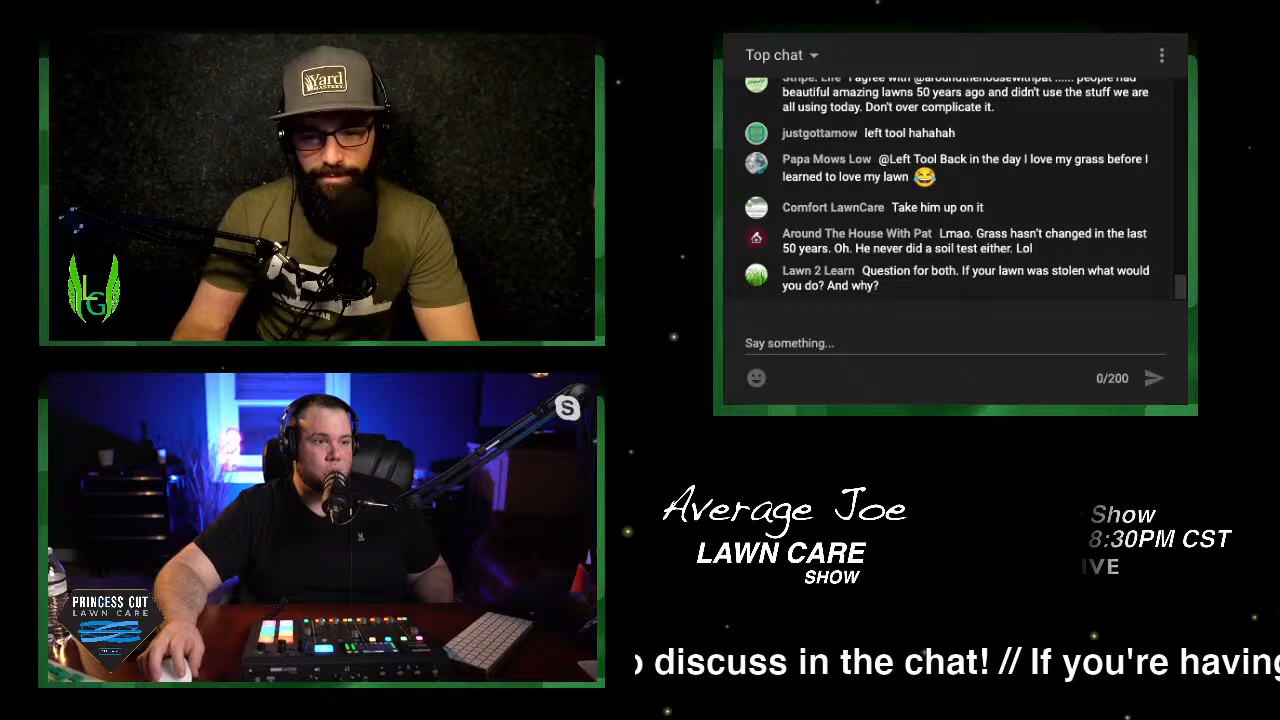 Yard
MASTERY
LG
S
PRINCESS CUT
LAWN CARE
Top chat
Stripe. Life I agree with @aroundthehousewithpat ...... people had
beautiful amazing lawns 50 years ago and didn't use the stuff we are
all using today. Don't over complicate it.
justgottamow left tool hahahah
Papa Mows Low @Left Tool Back in the day I love my grass before I
learned to love my lawn 😂
Comfort LawnCare Take him up on it
Around The House With Pat Lmao. Grass hasn't changed in the last
50 years. Oh. He never did a soil test either. Lol
Lawn 2 Learn Question for both. If your lawn was stolen what would
you do? And why?
Say something...
0/200
Average Joe
LAWN CARE
SHOW
Show
8:30PM CST
IVE
discuss in the chat! // If you're having